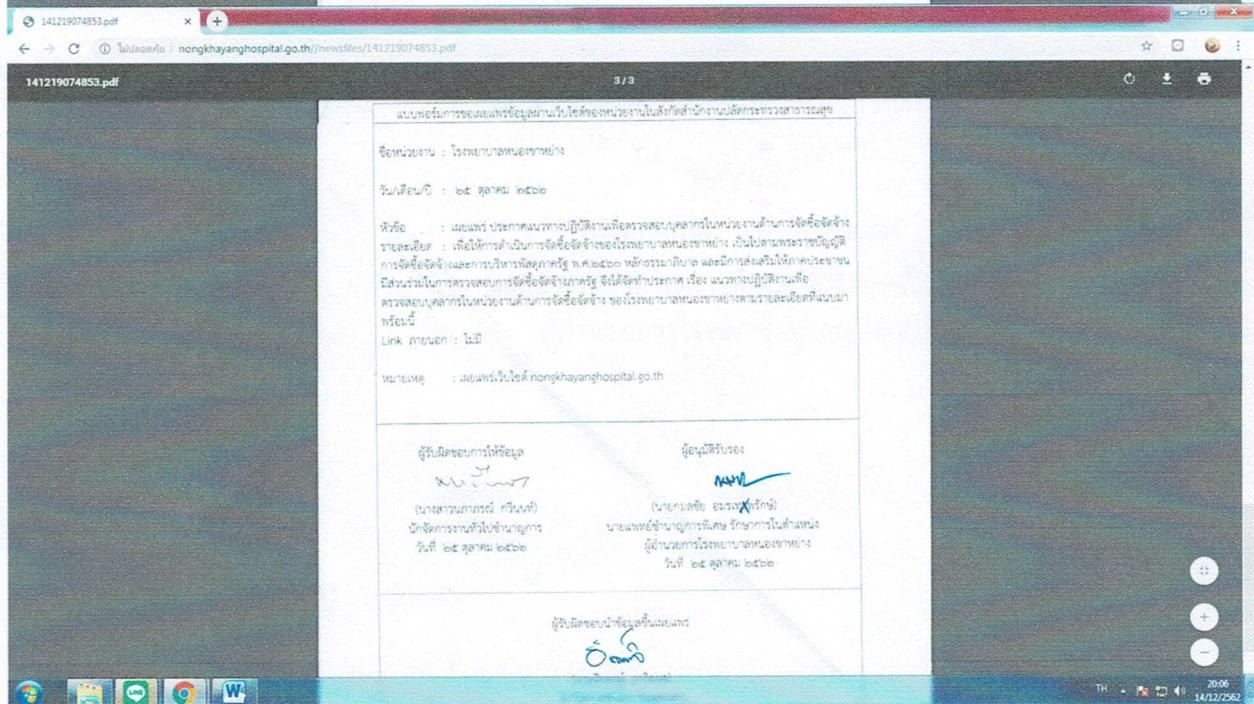 141219074853.pdf
ไม่ปลอดภัย | nongkhayanghospital.go.th//newsfiles/141219074853.pdf
141219074853.pdf 3/3
แบบฟอร์มการขอเผยแพร่ข้อมูลผ่านเว็บไซต์ของหน่วยงานในสังกัดสำนักงานปลัดกระทรวงสาธารณสุข
ชื่อหน่วยงาน : โรงพยาบาลหนองขาหย่าง
วัน/เดือน/ปี : ๒๕ ตุลาคม ๒๕๖๒
หัวข้อ : เผยแพร่ ประกาศแนวทางปฏิบัติงานเพื่อตรวจสอบบุคลากรในหน่วยงานด้านการจัดซื้อจัดจ้าง
รายละเอียด : เพื่อให้การดำเนินการจัดซื้อจัดจ้างของโรงพยาบาลหนองขาหย่าง เป็นไปตามพระราชบัญญัติ
การจัดซื้อจัดจ้างและการบริหารพัสดุภาครัฐ พ.ศ.๒๕๖๐ หลักธรรมาภิบาล และมีการส่งเสริมให้ภาคประชาชน
มีส่วนร่วมในการตรวจสอบการจัดซื้อจัดจ้างภาครัฐ จึงได้จัดทำประกาศ เรื่อง แนวทางปฏิบัติงานเพื่อ
ตรวจสอบบุคลากรในหน่วยงานด้านการจัดซื้อจัดจ้าง ของโรงพยาบาลหนองขาหย่างตามรายละเอียดที่แนบมา
พร้อมนี้
Link ภายนอก : ไม่มี
หมายเหตุ : เผยแพร่เว็บไซต์ nongkhayanghospital.go.th
ผู้รับผิดชอบการให้ข้อมูล
(นางสาวนภาภรณ์ กวีนนท์)
นักจัดการงานทั่วไปชำนาญการ
วันที่ ๒๕ ตุลาคม ๒๕๖๒
ผู้อนุมัติรับรอง
(นายกมลชัย อมรเทพรักษ์)
นายแพทย์ชำนาญการพิเศษ รักษาการในตำแหน่ง
ผู้อำนวยการโรงพยาบาลหนองขาหย่าง
วันที่ ๒๕ ตุลาคม ๒๕๖๒
ผู้รับผิดชอบนำข้อมูลขึ้นเผยแพร่
TH 20:06
14/12/2562